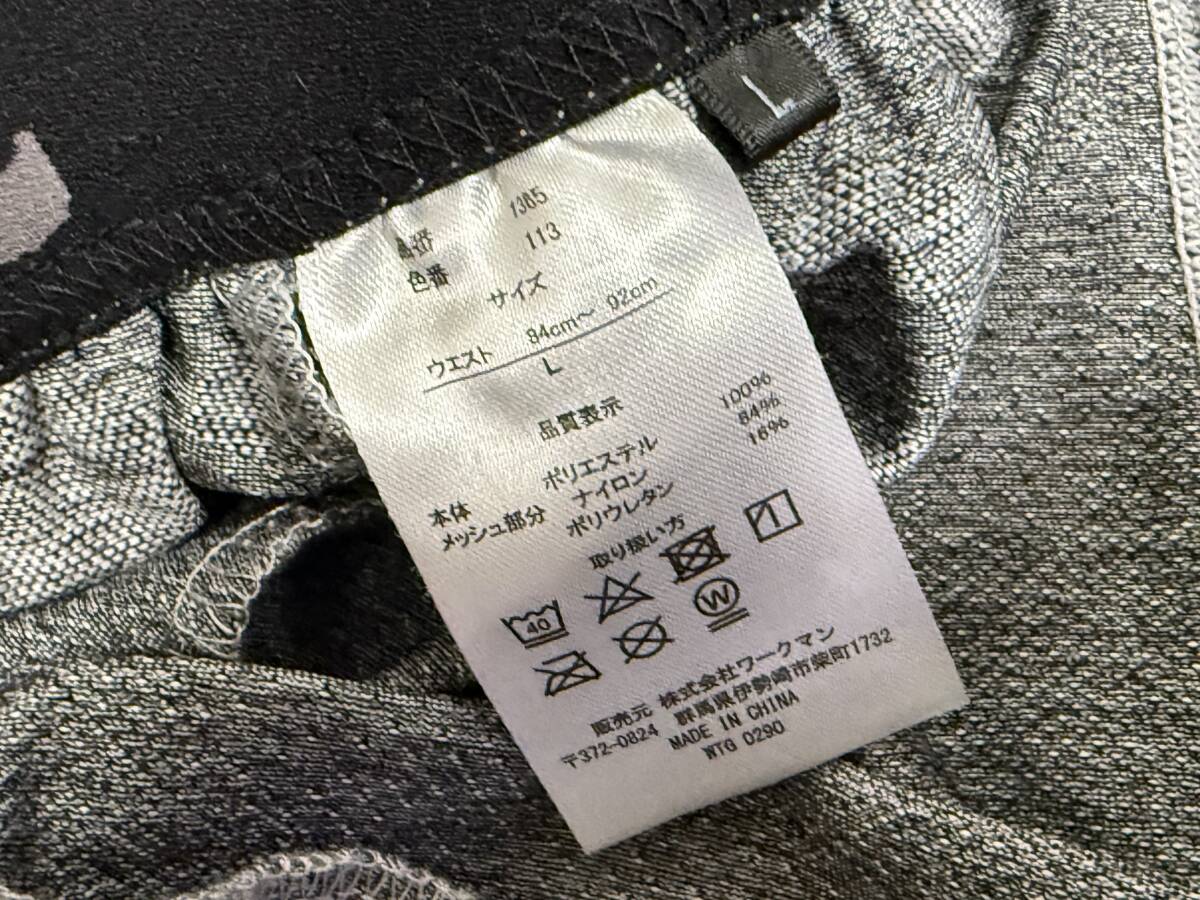 L
品番 1385
色番 113
サイズ
ウエスト 84cm～ 92cm
L
品質表示
本体 ポリエステル 100%
メッシュ部分 ナイロン 84%
ポリウレタン 16%
取り扱い方
40
W
販売元 株式会社ワークマン
〒372-0824 群馬県伊勢崎市柴町1732
MADE IN CHINA
WTG 0290